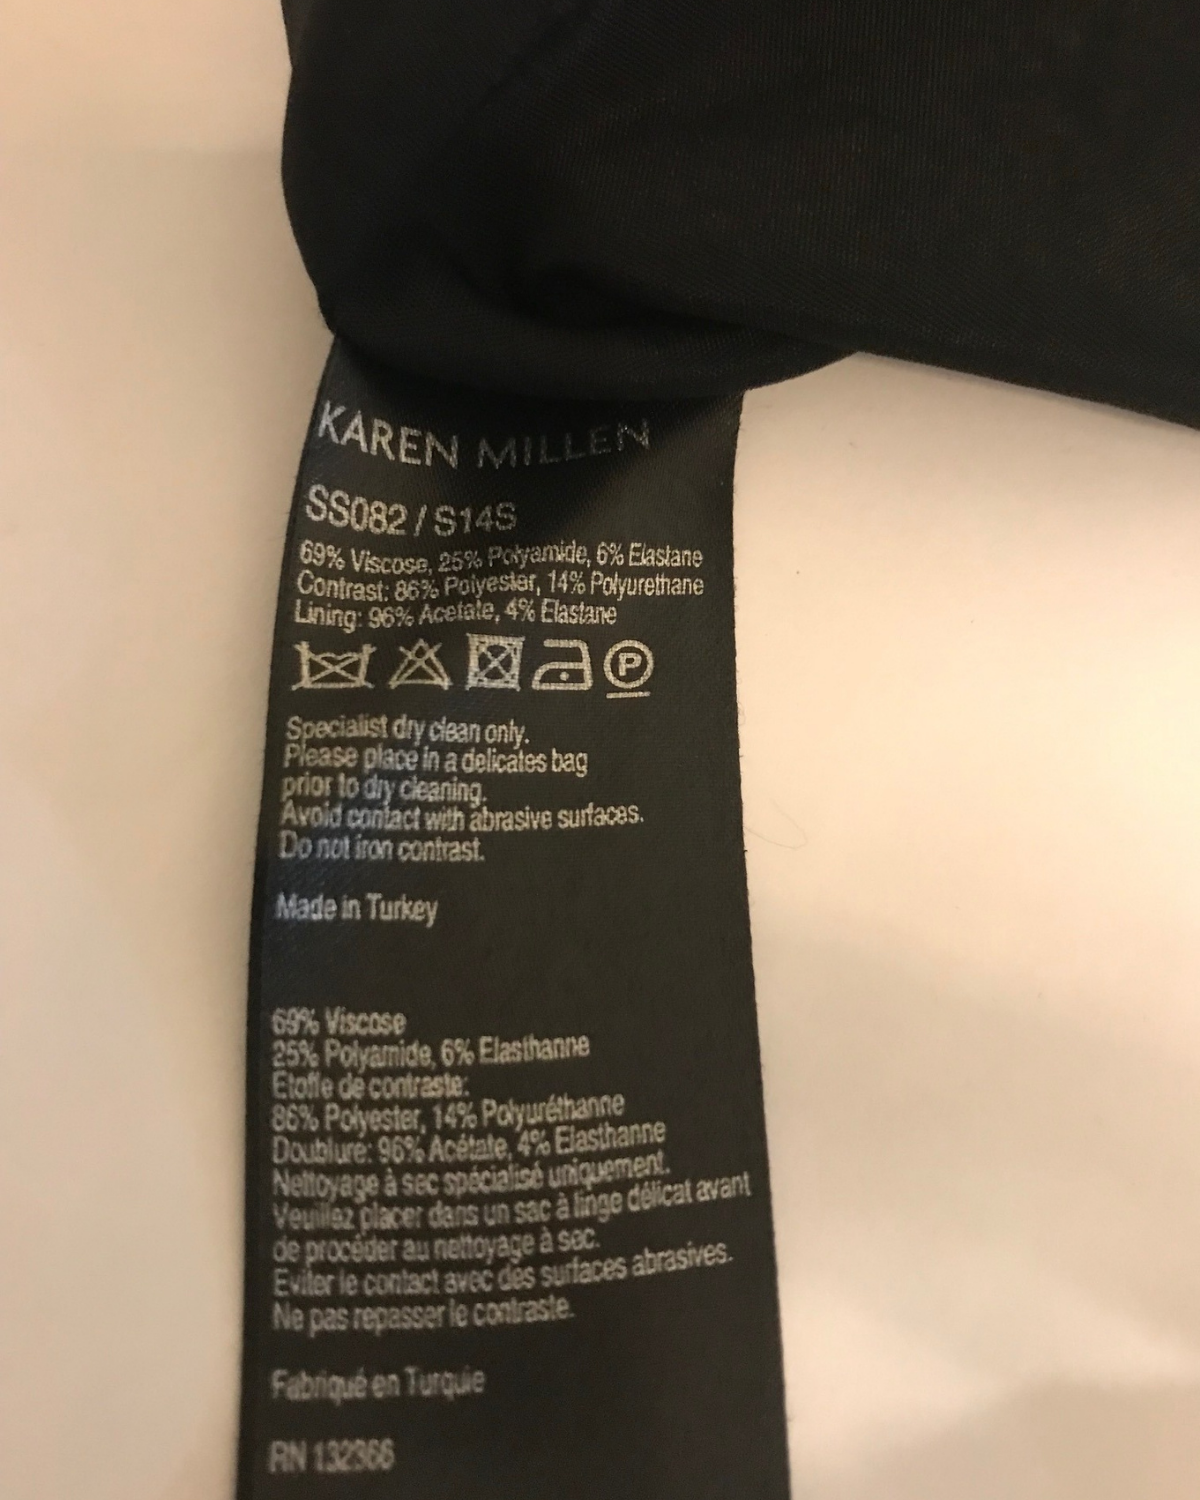 KAREN MILLEN
SS082 / S14S
69% Viscose, 25% Polyamide, 6% Elastane
Contrast: 86% Polyester, 14% Polyurethane
Lining: 96% Acetate, 4% Elastane
P
Specialist dry clean only.
Please place in a delicates bag
prior to dry cleaning.
Avoid contact with abrasive surfaces.
Do not iron contrast.
Made in Turkey
69% Viscose
25% Polyamide, 6% Elasthanne
Etoffe de contraste:
86% Polyester, 14% Polyuréthanne
Doublure: 96% Acétate, 4% Elasthanne
Nettoyage à sec spécialisé uniquement.
Veuillez placer dans un sac à linge délicat avant
de procéder au nettoyage à sec.
Eviter le contact avec des surfaces abrasives.
Ne pas repasser le contraste.
Fabriqué en Turquie
RN 132366